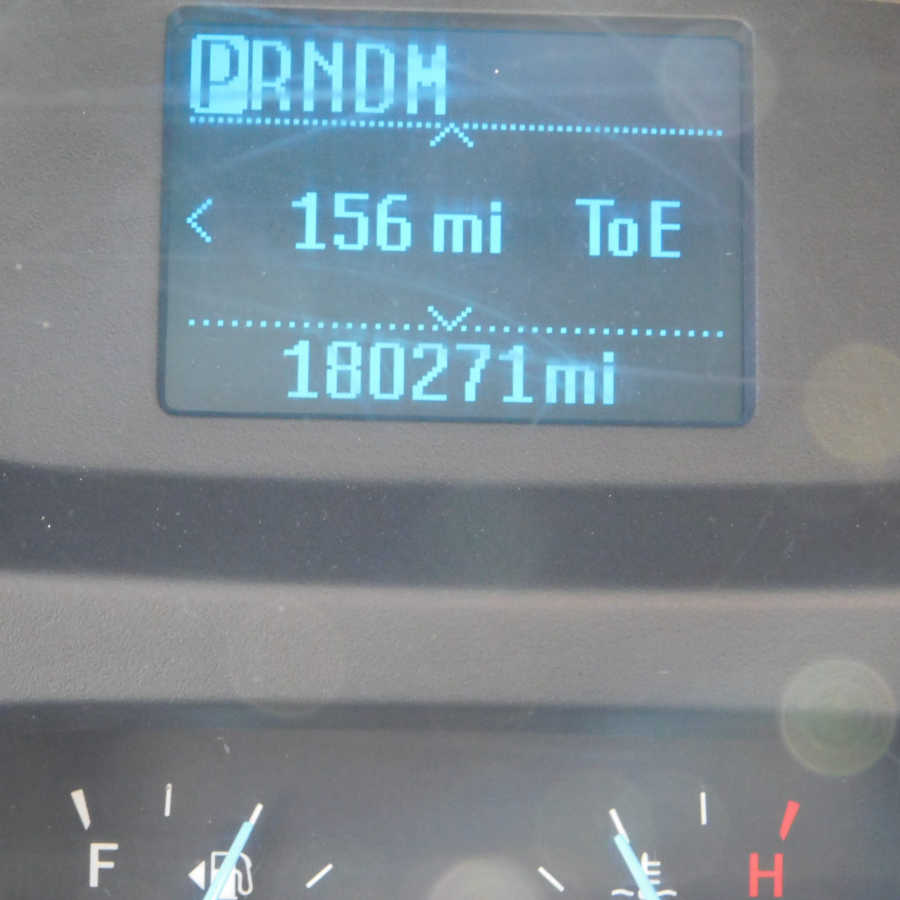 PRNDM
156 mi ToE
180271mi
F H